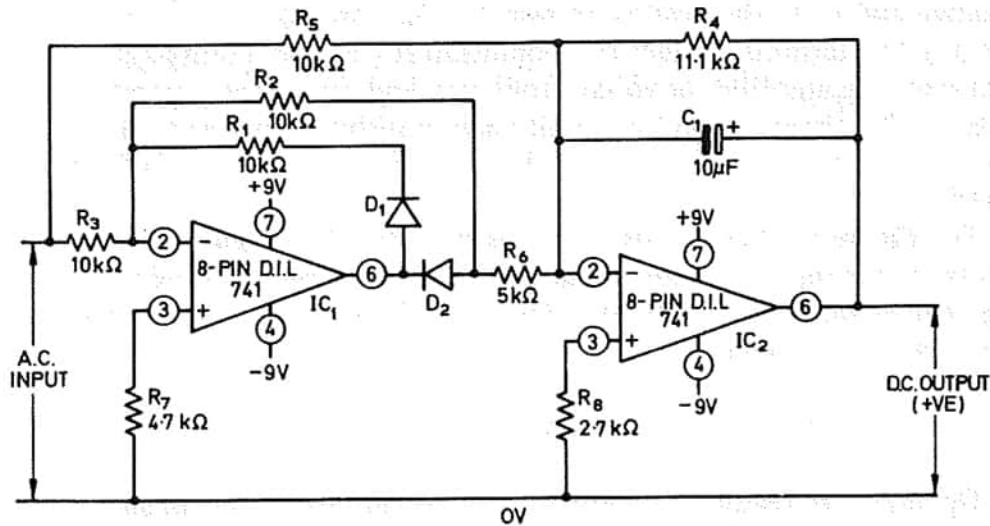 R5
10kΩ
R4
11·1 kΩ
R2
10kΩ
R1
10kΩ
C1
+
10µF
+9V
D1
R3
10kΩ
2
−
7
8-PIN D.I.L
741
6
D2
R6
5kΩ
+9V
7
2
−
8-PIN D.I.L
741
6
3
+
IC1
4
−9V
3
+
IC2
4
−9V
A.C.
INPUT
R7
4·7 kΩ
R8
2·7kΩ
D.C. OUTPUT
(+VE)
0V